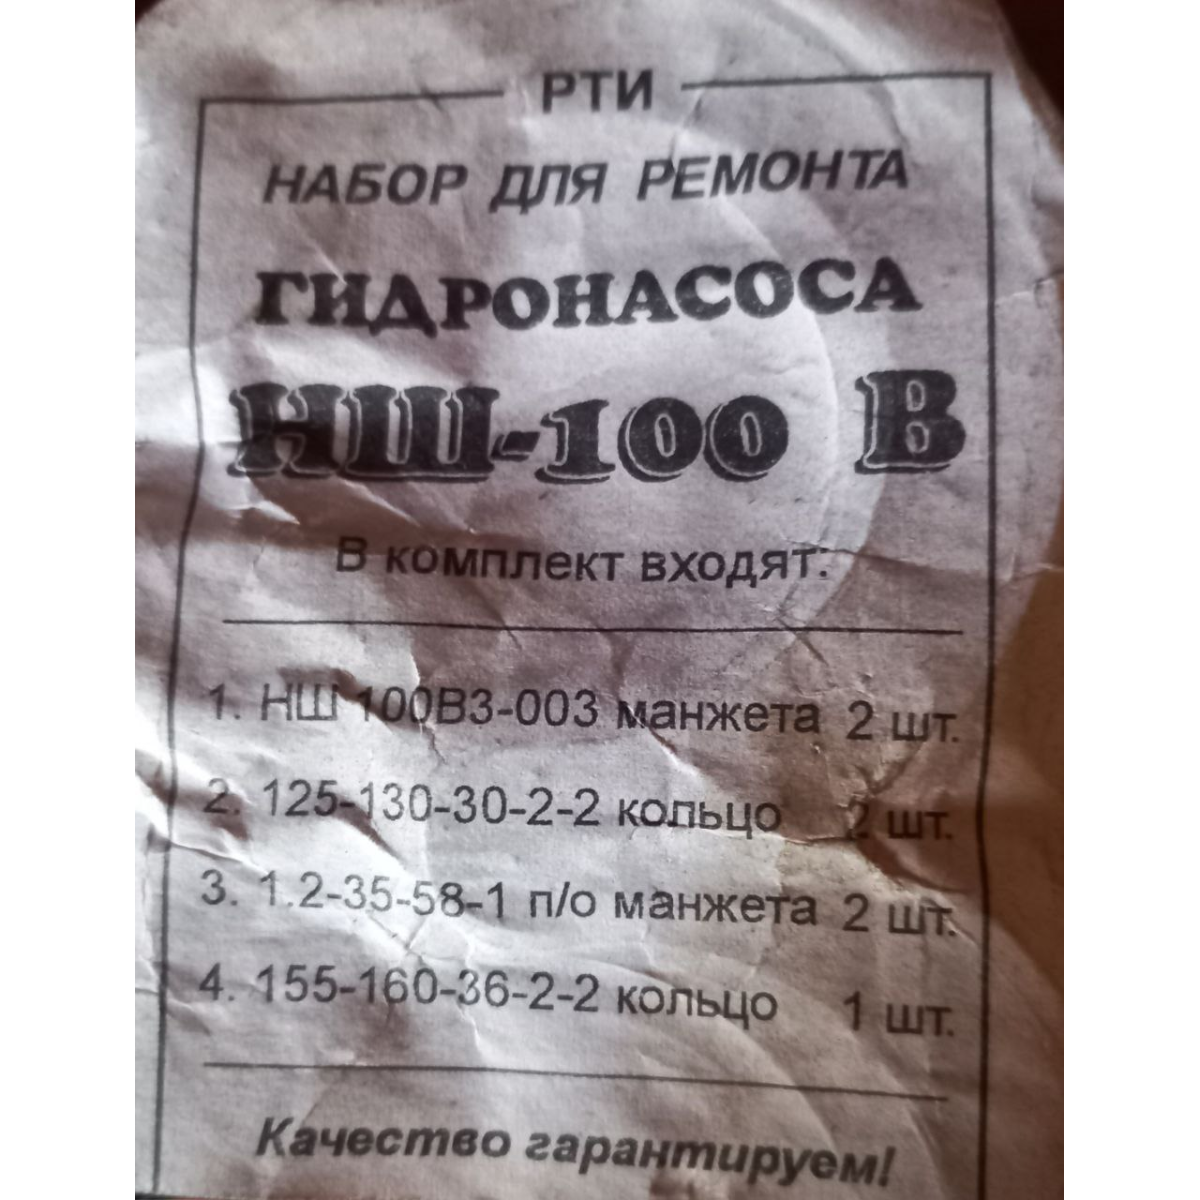 РТИ
НАБОР ДЛЯ РЕМОНТА
ГИДРОНАСОСА
НШ-100 В
В комплект входят:
1. НШ 100В3-003 манжета 2 шт.
2. 125-130-30-2-2 кольцо 2 шт.
3. 1.2-35-58-1 п/о манжета 2 шт.
4. 155-160-36-2-2 кольцо 1 шт.
Качество гарантируем!